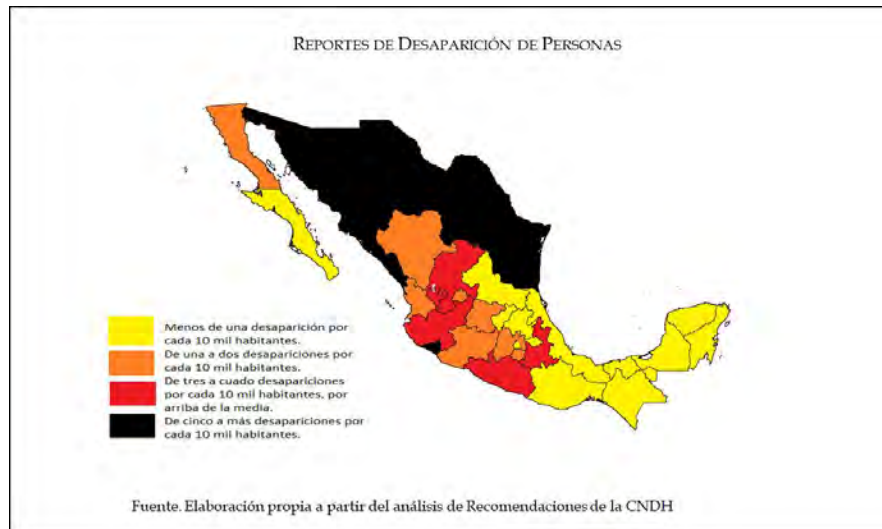 REPORTES DE DESAPARICIÓN DE PERSONAS
Menos de una desaparición por
cada 10 mil habitantes.
De una a dos desapariciones por
cada 10 mil habitantes.
De tres a cuado desapariciones
por cada 10 mil habitantes, por
arriba de la media.
De cinco a más desapariciones por
cada 10 mil habitantes.
Fuente. Elaboración propia a partir del análisis de Recomendaciones de la CNDH